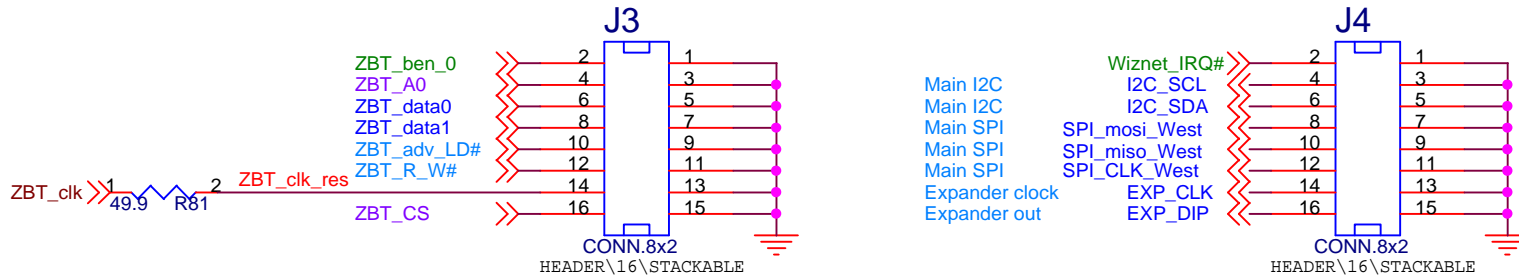 J3 J4
ZBT_ben_0 2 1 Wiznet_IRQ# 2 1
ZBT_A0 4 3 Main I2C I2C_SCL 4 3
ZBT_data0 6 5 Main I2C I2C_SDA 6 5
ZBT_data1 8 7 Main SPI SPI_mosi_West 8 7
ZBT_adv_LD# 10 9 Main SPI SPI_miso_West 10 9
ZBT_R_W# 12 11 Main SPI SPI_CLK_West 12 11
ZBT_clk 1 49.9 R81 2 ZBT_clk_res 14 13 Expander clock EXP_CLK 14 13
ZBT_CS 16 15 Expander out EXP_DIP 16 15
CONN.8x2 CONN.8x2
HEADER\16\STACKABLE HEADER\16\STACKABLE